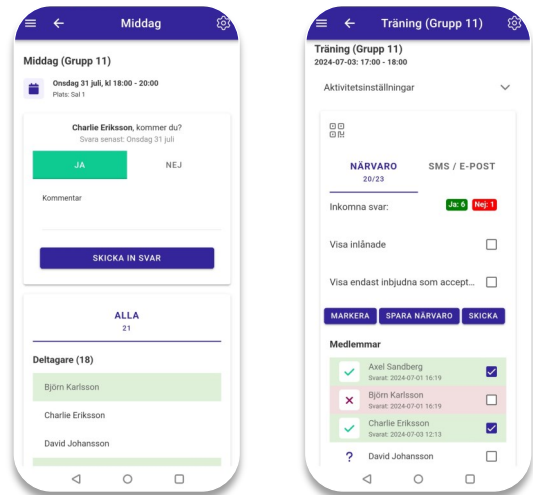 Middag
Middag (Grupp 11)
Onsdag 31 juli, kl 18:00 - 20:00
Plats: Sal 1
Charlie Eriksson, kommer du?
Svara senast: Onsdag 31 juli
JA
NEJ
Kommentar
SKICKA IN SVAR
ALLA
21
Deltagare (18)
Björn Karlsson
Charlie Eriksson
David Johansson
Träning (Grupp 11)
Träning (Grupp 11)
2024-07-03: 17:00 - 18:00
Aktivitetsinställningar
NÄRVARO
20/23
SMS / E-POST
Inkomna svar:
Ja: 6
Nej: 1
Visa inlånade
Visa endast inbjudna som accept...
MARKERA
SPARA NÄRVARO
SKICKA
Medlemmar
Axel Sandberg
Svarat: 2024-07-01 16:19
Björn Karlsson
Svarat: 2024-07-01 16:19
Charlie Eriksson
Svarat: 2024-07-03 12:13
? David Johansson